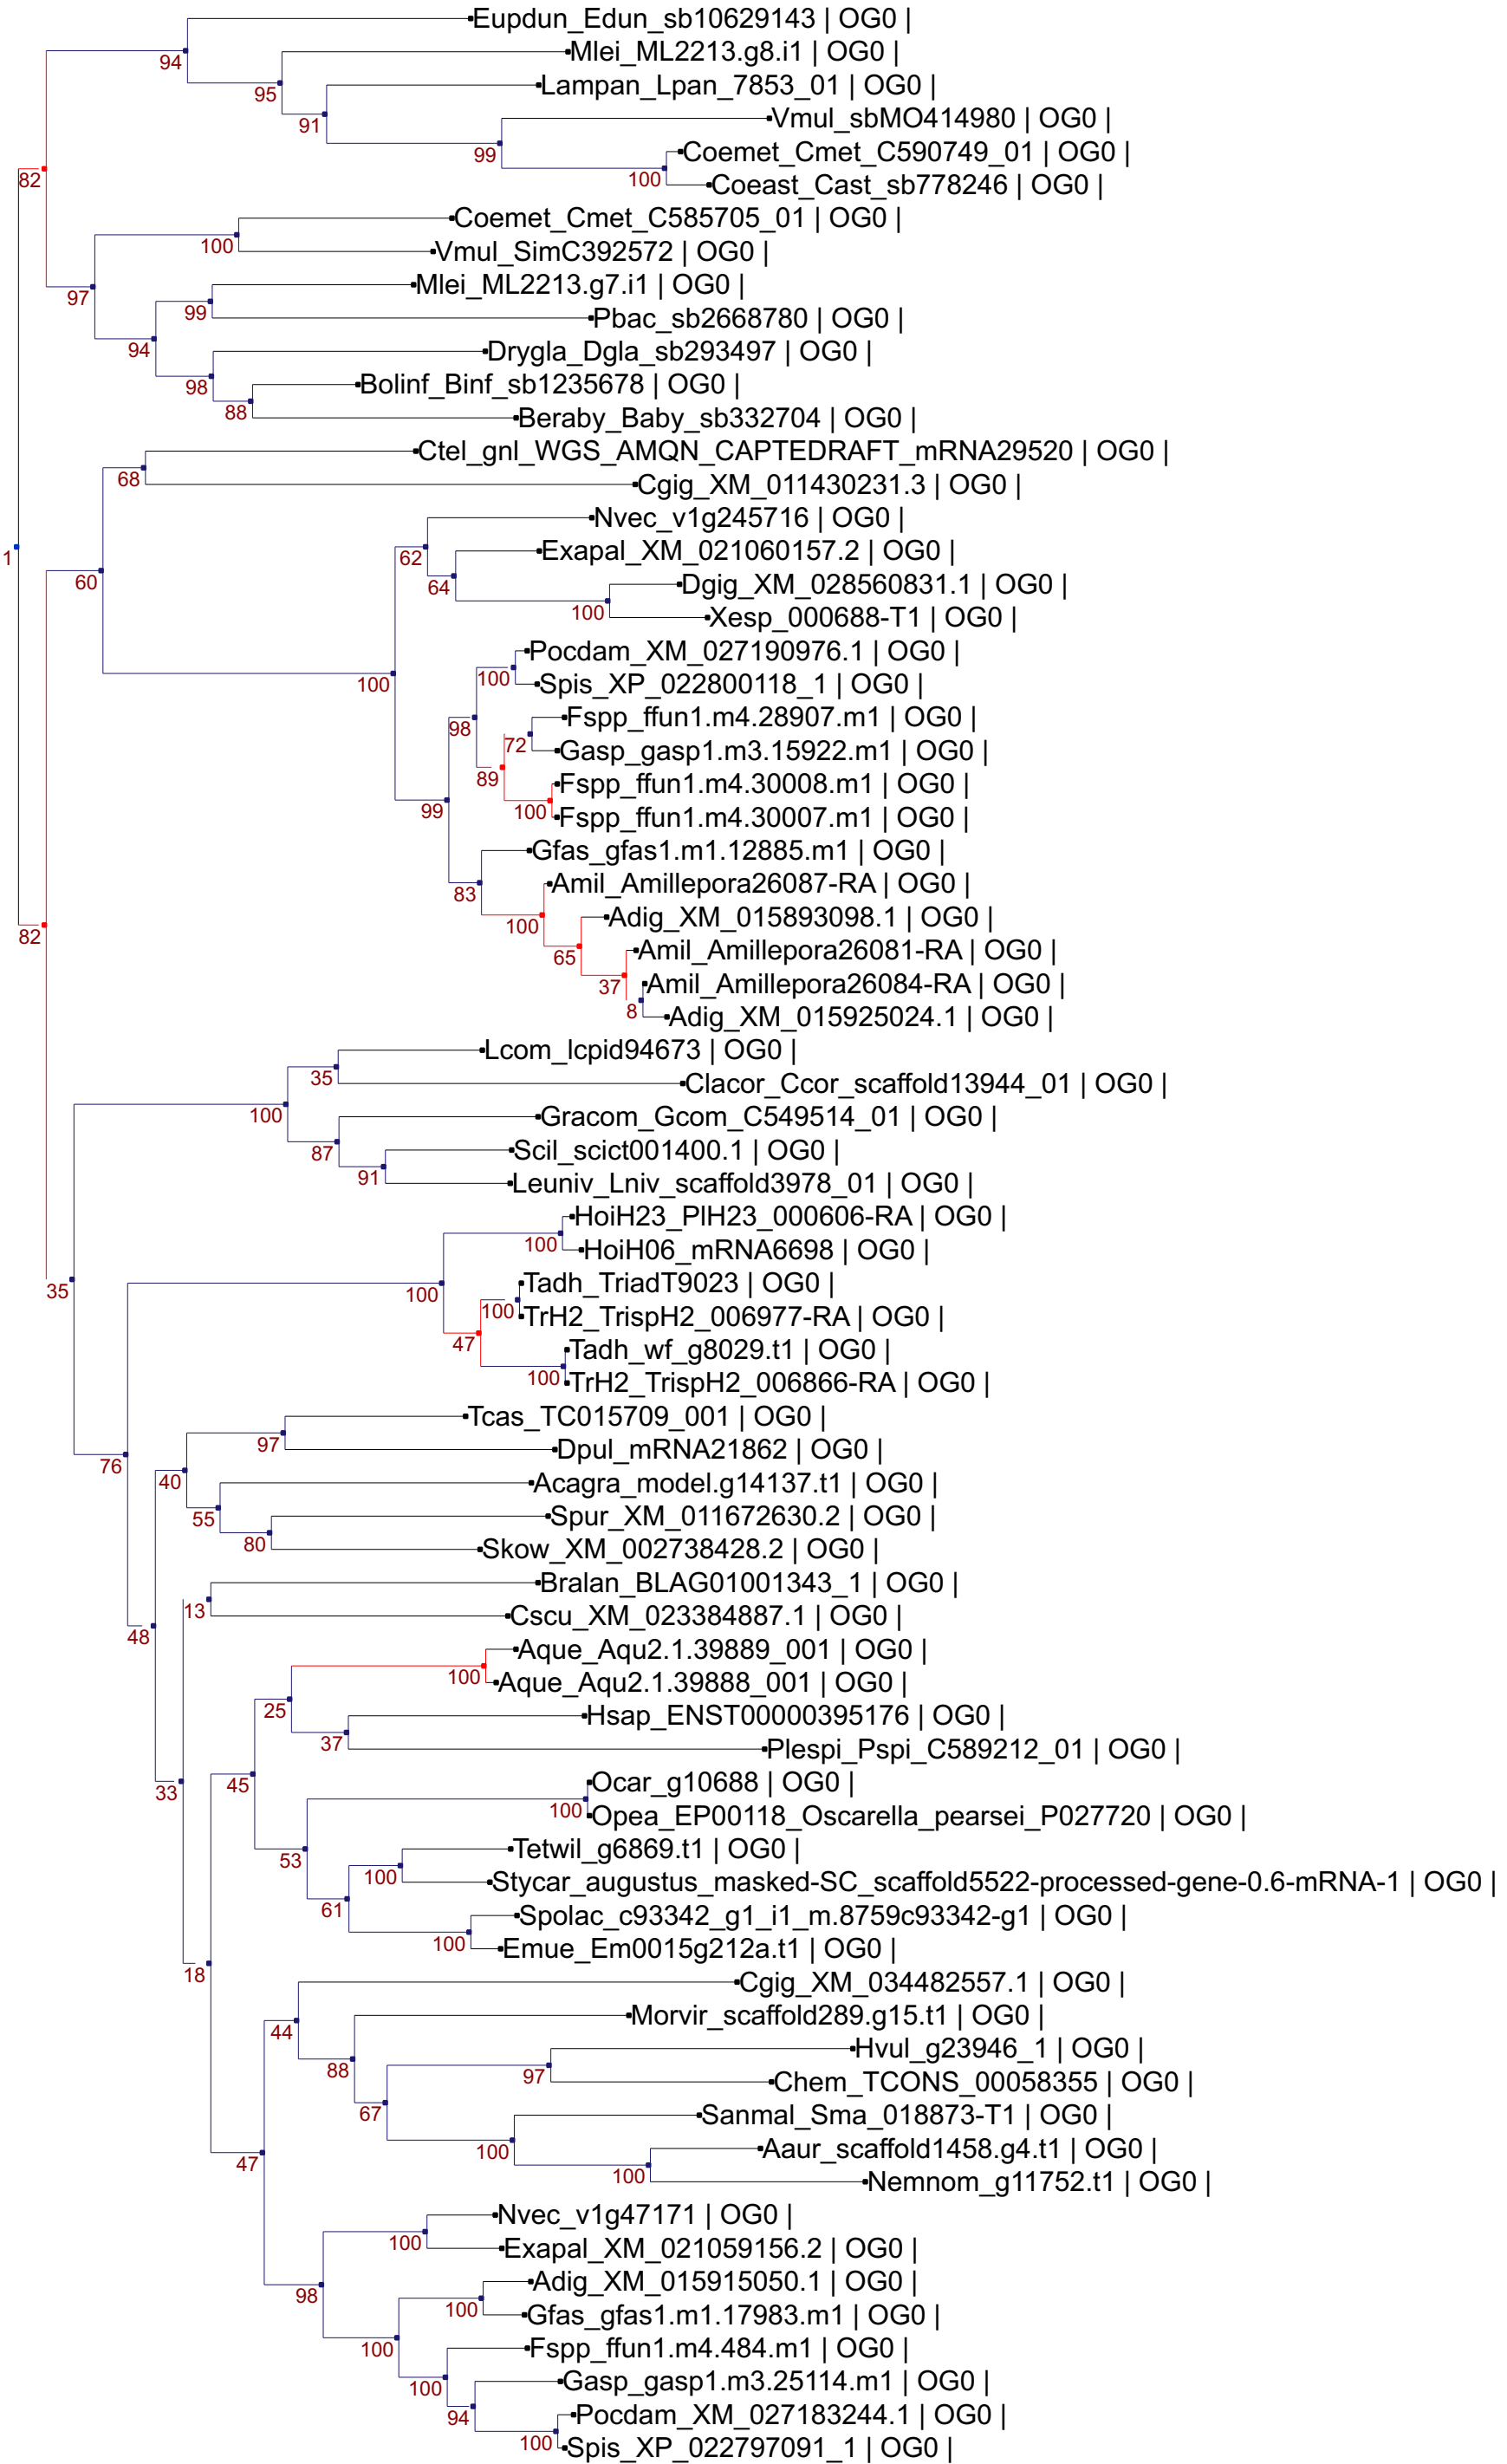 Eupdun_Edun_sb10629143 | OG0 |
94
Mlei_ML2213.g8.i1 | OG0 |
95
Lampan_Lpan_7853_01 | OG0 |
91
Vmul_sbMO414980 | OG0 |
99
Coemet_Cmet_C590749_01 | OG0 |
100
Coeast_Cast_sb778246 | OG0 |
82
Coemet_Cmet_C585705_01 | OG0 |
100
Vmul_SimC392572 | OG0 |
97
Mlei_ML2213.g7.i1 | OG0 |
99
Pbac_sb2668780 | OG0 |
94
Drygla_Dgla_sb293497 | OG0 |
98
Bolinf_Binf_sb1235678 | OG0 |
88
Beraby_Baby_sb332704 | OG0 |
Ctel_gnl_WGS_AMQN_CAPTEDRAFT_mRNA29520 | OG0 |
68
Cgig_XM_011430231.3 | OG0 |
Nvec_v1g245716 | OG0 |
1
62
Exapal_XM_021060157.2 | OG0 |
60
64
Dgig_XM_028560831.1 | OG0 |
100
Xesp_000688-T1 | OG0 |
Pocdam_XM_027190976.1 | OG0 |
100
100
Spis_XP_022800118_1 | OG0 |
Fspp_ffun1.m4.28907.m1 | OG0 |
98
72
Gasp_gasp1.m3.15922.m1 | OG0 |
89
Fspp_ffun1.m4.30008.m1 | OG0 |
99
100
Fspp_ffun1.m4.30007.m1 | OG0 |
Gfas_gfas1.m1.12885.m1 | OG0 |
83
Amil_Amillepora26087-RA | OG0 |
100
Adig_XM_015893098.1 | OG0 |
82
65
Amil_Amillepora26081-RA | OG0 |
37
Amil_Amillepora26084-RA | OG0 |
8
Adig_XM_015925024.1 | OG0 |
Lcom_lcpid94673 | OG0 |
35
Clacor_Ccor_scaffold13944_01 | OG0 |
100
Gracom_Gcom_C549514_01 | OG0 |
87
Scil_scict001400.1 | OG0 |
91
Leuniv_Lniv_scaffold3978_01 | OG0 |
HoiH23_PlH23_000606-RA | OG0 |
100
HoiH06_mRNA6698 | OG0 |
35
100
Tadh_TriadT9023 | OG0 |
100
TrH2_TrispH2_006977-RA | OG0 |
47
Tadh_wf_g8029.t1 | OG0 |
100
TrH2_TrispH2_006866-RA | OG0 |
Tcas_TC015709_001 | OG0 |
97
Dpul_mRNA21862 | OG0 |
76
40
Acagra_model.g14137.t1 | OG0 |
55
Spur_XM_011672630.2 | OG0 |
80
Skow_XM_002738428.2 | OG0 |
Bralan_BLAG01001343_1 | OG0 |
13
Cscu_XM_023384887.1 | OG0 |
48
Aque_Aqu2.1.39889_001 | OG0 |
100
Aque_Aqu2.1.39888_001 | OG0 |
25
Hsap_ENST00000395176 | OG0 |
37
Plespi_Pspi_C589212_01 | OG0 |
33
45
Ocar_g10688 | OG0 |
100
Opea_EP00118_Oscarella_pearsei_P027720 | OG0 |
Tetwil_g6869.t1 | OG0 |
53
100
Stycar_augustus_masked-SC_scaffold5522-processed-gene-0.6-mRNA-1 | OG0 |
61
Spolac_c93342_g1_i1_m.8759c93342-g1 | OG0 |
100
Emue_Em0015g212a.t1 | OG0 |
18
Cgig_XM_034482557.1 | OG0 |
44
Morvir_scaffold289.g15.t1 | OG0 |
88
Hvul_g23946_1 | OG0 |
97
Chem_TCONS_00058355 | OG0 |
67
Sanmal_Sma_018873-T1 | OG0 |
100
Aaur_scaffold1458.g4.t1 | OG0 |
47
100
Nemnom_g11752.t1 | OG0 |
Nvec_v1g47171 | OG0 |
100
Exapal_XM_021059156.2 | OG0 |
98
Adig_XM_015915050.1 | OG0 |
100
Gfas_gfas1.m1.17983.m1 | OG0 |
100
Fspp_ffun1.m4.484.m1 | OG0 |
100
Gasp_gasp1.m3.25114.m1 | OG0 |
94
Pocdam_XM_027183244.1 | OG0 |
100
Spis_XP_022797091_1 | OG0 |